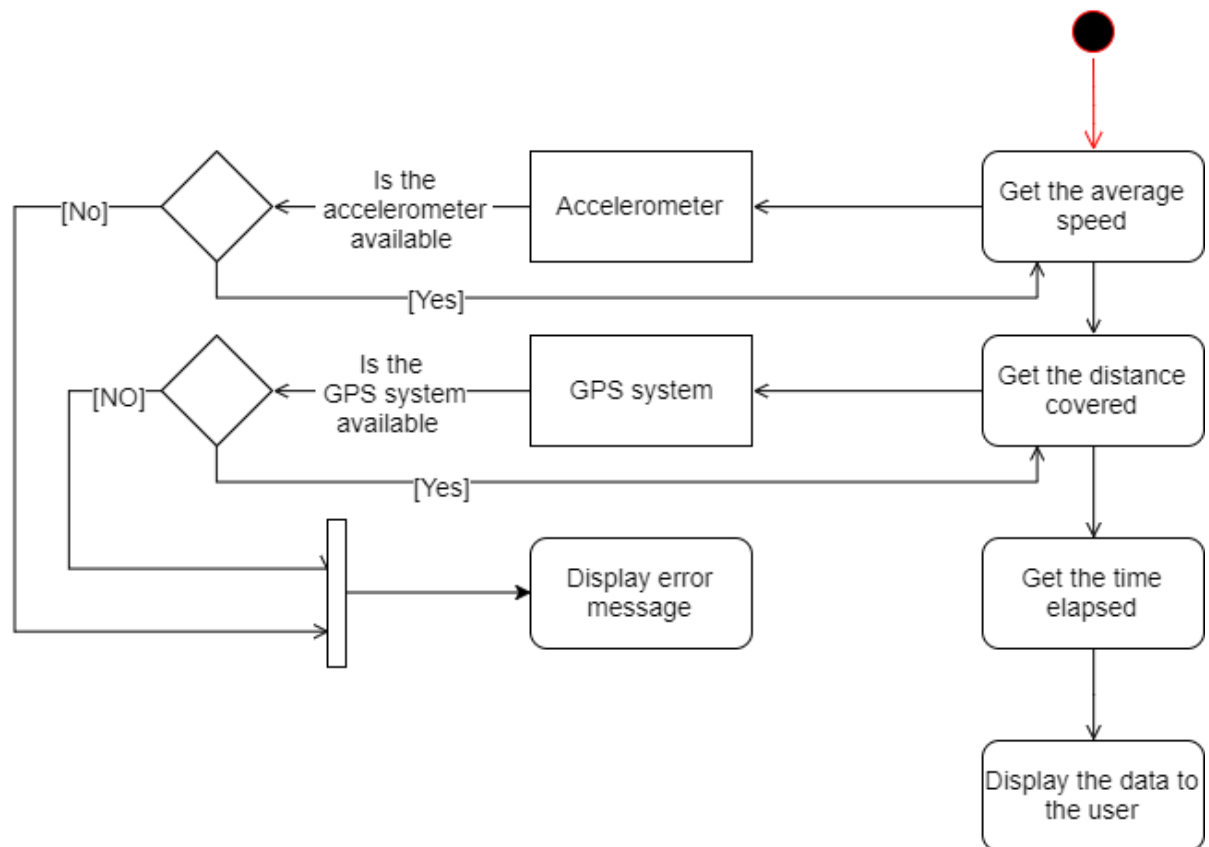 Get the average
speed
Accelerometer
Is the
accelerometer
available
[No]
[Yes]
Get the distance
covered
GPS system
Is the
GPS system
available
[NO]
[Yes]
Display error
message
Get the time
elapsed
Display the data to
the user